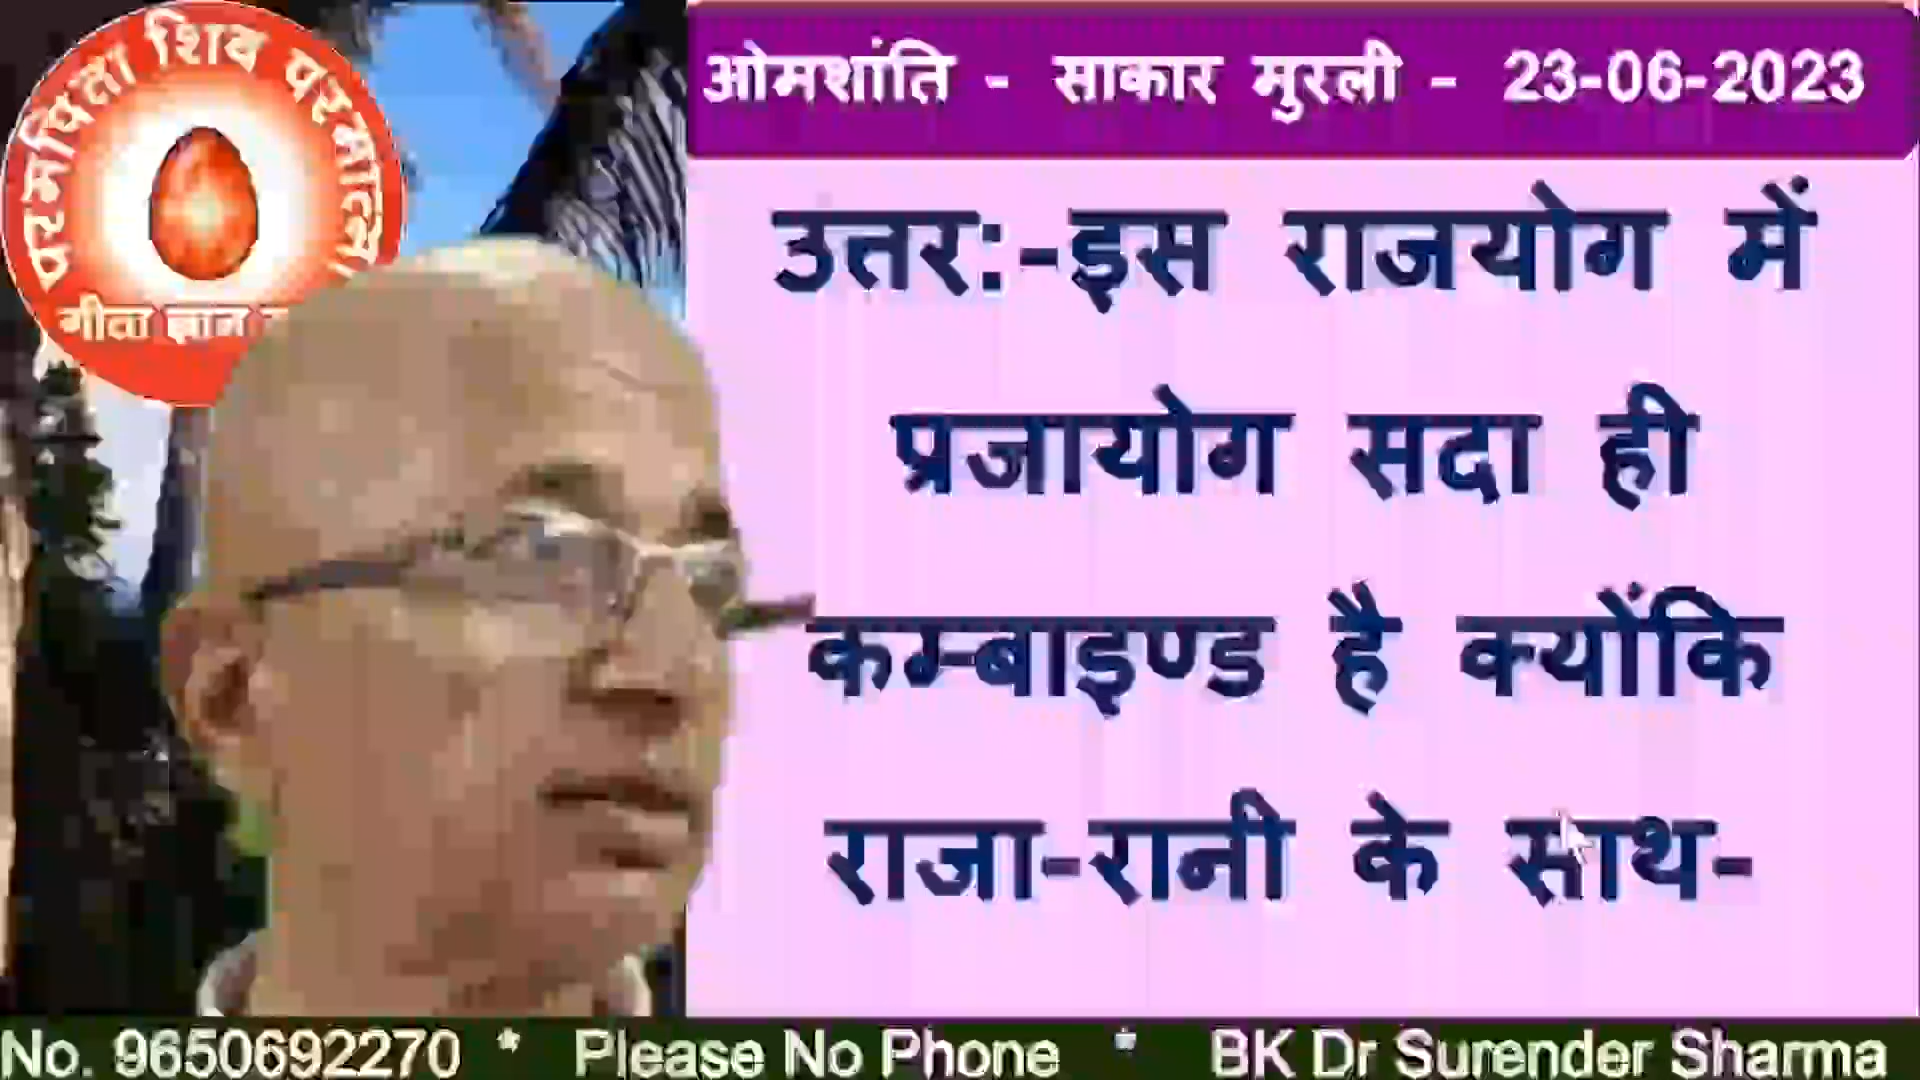 परमपिता शिव परमात्मा
गीता ज्ञान
ओमशांति - साकार मुरली - 23-06-2023
उत्तर:-इस राजयोग में
प्रजायोग सदा ही
कम्बाइण्ड है क्योंकि
राजा-रानी के साथ-
No. 9650692270 * Please No Phone * BK Dr Surender Sharma